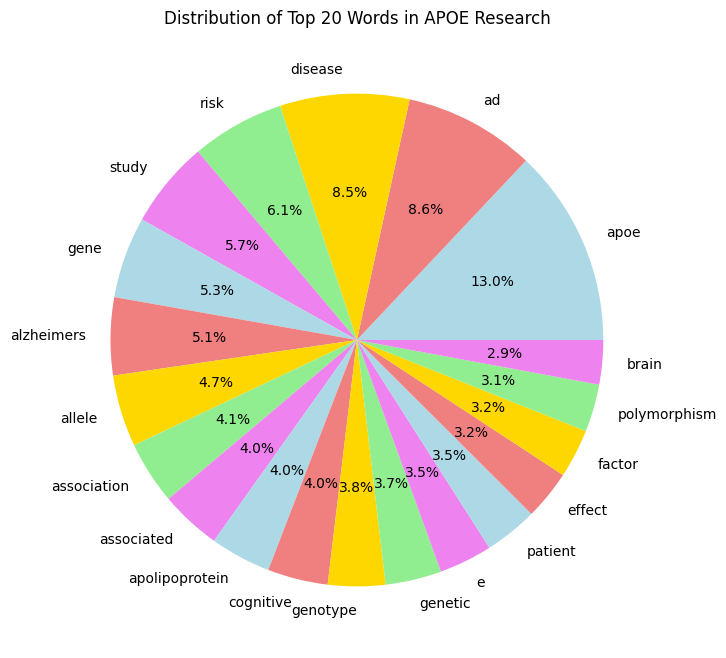 Distribution of Top 20 Words in APOE Research
apoe
13.0%
ad
8.6%
disease
8.5%
risk
6.1%
study
5.7%
gene
5.3%
alzheimers
5.1%
allele
4.7%
association
4.1%
associated
4.0%
apolipoprotein
4.0%
cognitive
4.0%
genotype
3.8%
genetic
3.7%
e
3.5%
patient
3.5%
effect
3.2%
factor
3.2%
polymorphism
3.1%
brain
2.9%